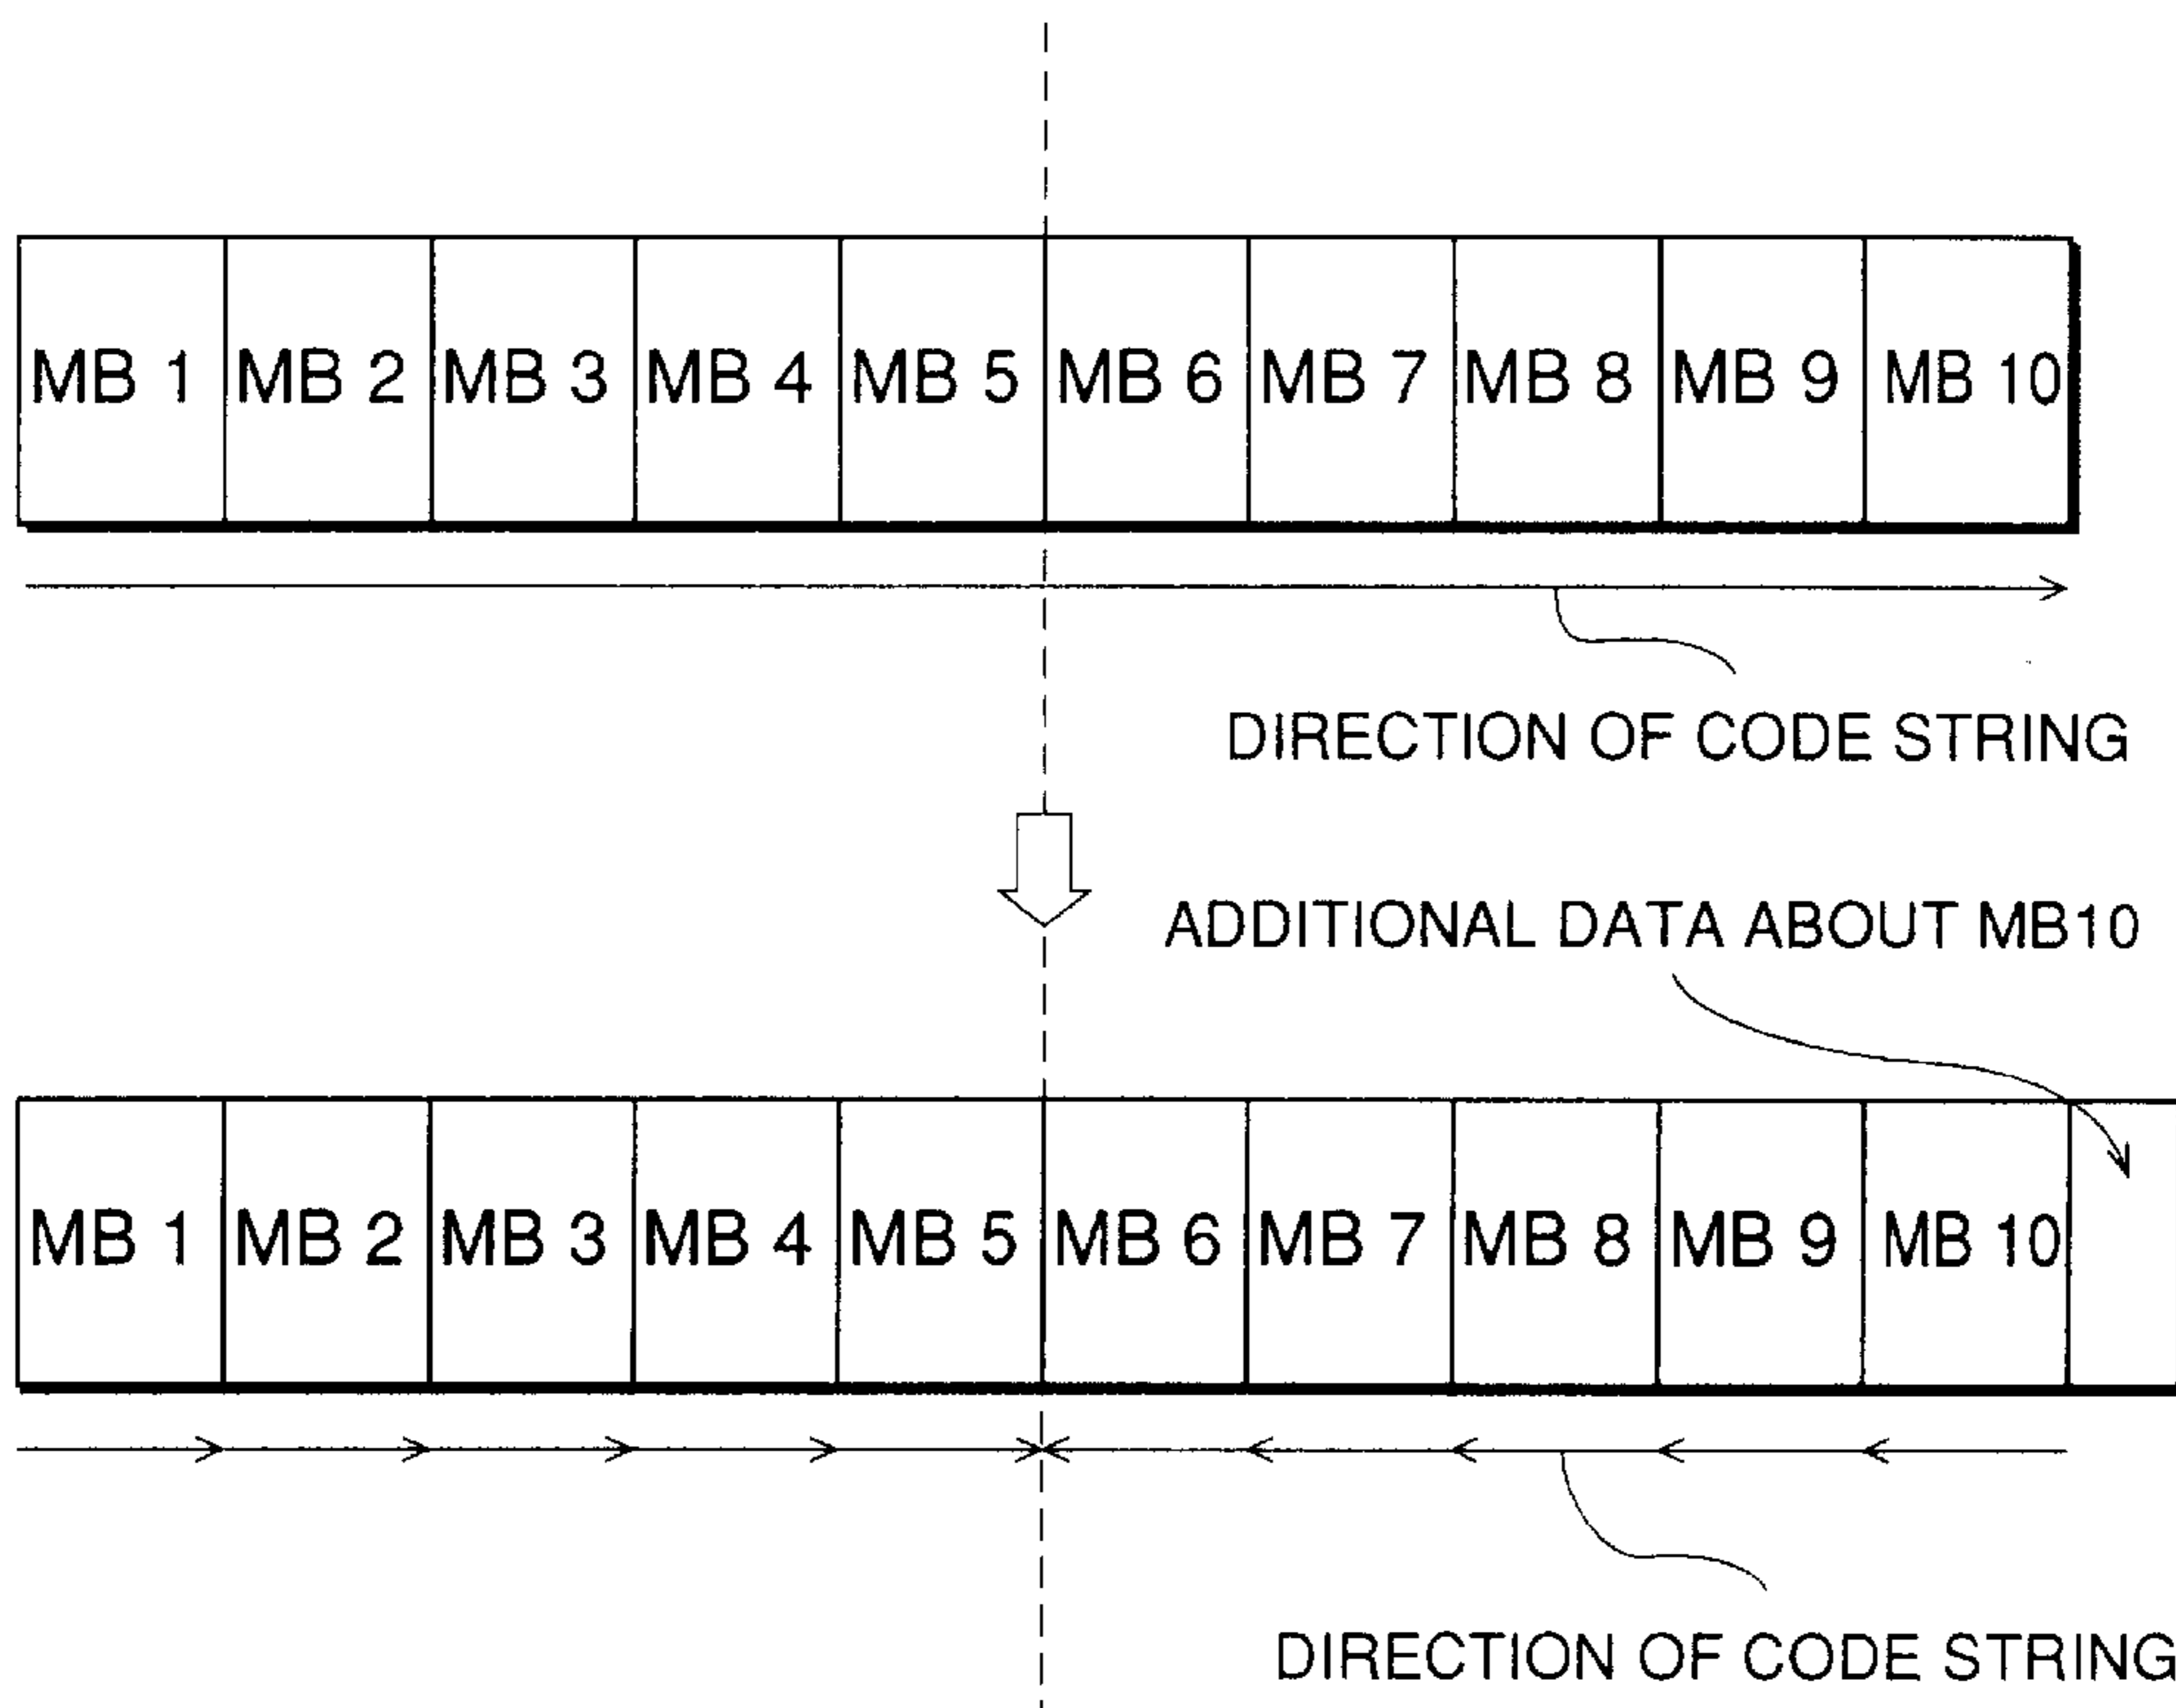 MB 1 MB 2 MB 3 MB 4 MB 5 MB 6 MB 7 MB 8 MB 9 MB 10
DIRECTION OF CODE STRING
ADDITIONAL DATA ABOUT MB10
MB 1 MB 2 MB 3 MB 4 MB 5 MB 6 MB 7 MB 8 MB 9 MB 10
DIRECTION OF CODE STRING